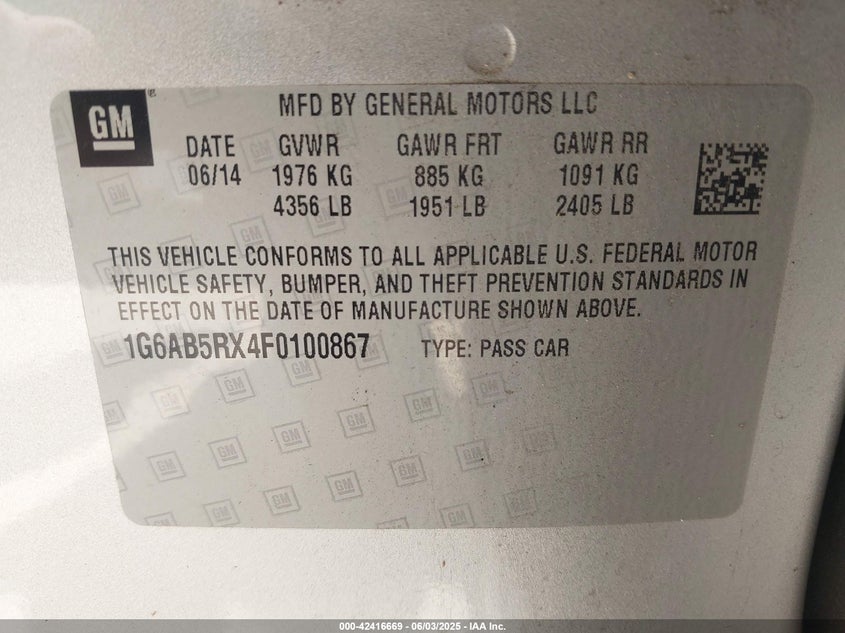 GM
MFD BY GENERAL MOTORS LLC
DATE GVWR GAWR FRT GAWR RR
06/14 1976 KG 885 KG 1091 KG
4356 LB 1951 LB 2405 LB
THIS VEHICLE CONFORMS TO ALL APPLICABLE U.S. FEDERAL MOTOR
VEHICLE SAFETY, BUMPER, AND THEFT PREVENTION STANDARDS IN
EFFECT ON THE DATE OF MANUFACTURE SHOWN ABOVE.
1G6AB5RX4F0100867 TYPE: PASS CAR
000-42416669 - 06/03/2025 - IAA Inc.